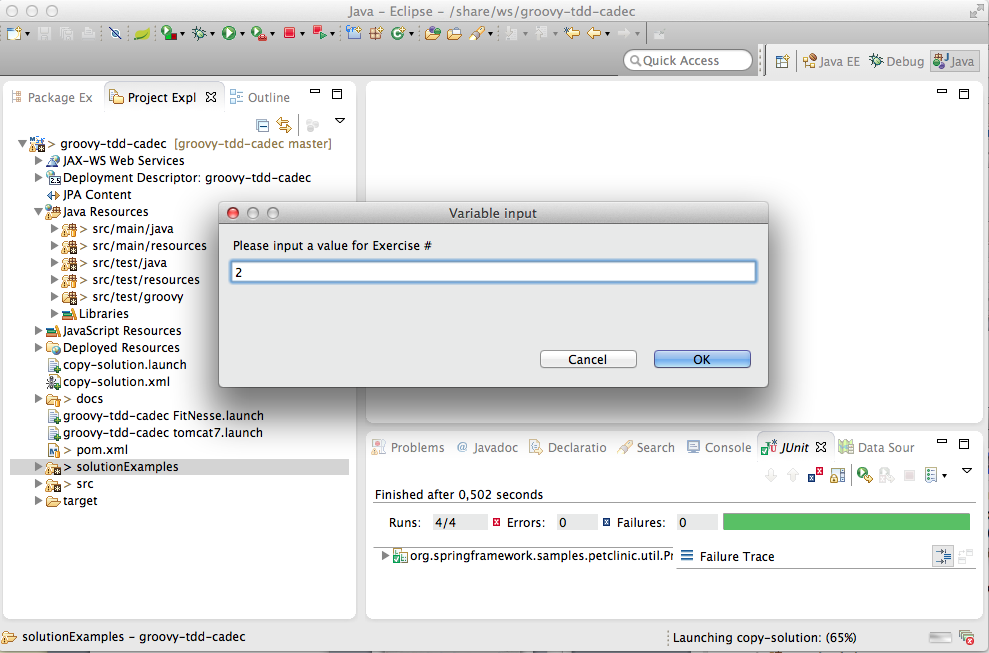 Java – Eclipse – /share/ws/groovy-tdd-cadec
Quick Access
Java EE
Debug
Java
Package Ex
Project Expl
Outline
> groovy-tdd-cadec [groovy-tdd-cadec master]
JAX-WS Web Services
Deployment Descriptor: groovy-tdd-cadec
JPA Content
Java Resources
> src/main/java
> src/main/resources
> src/test/java
> src/test/resources
> src/test/groovy
Libraries
JavaScript Resources
Deployed Resources
copy-solution.launch
copy-solution.xml
> docs
groovy-tdd-cadec FitNesse.launch
groovy-tdd-cadec tomcat7.launch
> pom.xml
> solutionExamples
> src
target
Variable input
Please input a value for Exercise #
2
Cancel
OK
Problems
@ Javadoc
Declaratio
Search
Console
JUnit
Data Sour
Finished after 0,502 seconds
Runs: 4/4
Errors: 0
Failures: 0
org.springframework.samples.petclinic.util.Pr
Failure Trace
solutionExamples – groovy-tdd-cadec
Launching copy-solution: (65%)